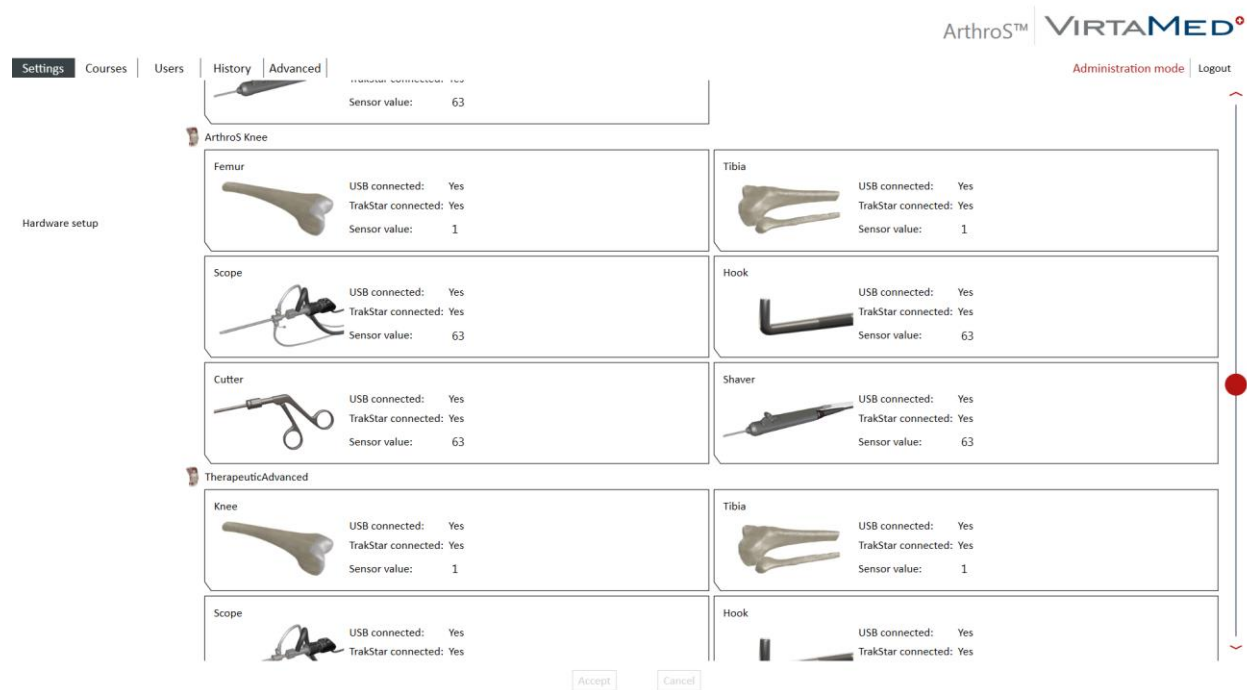 ArthroS™ VIRTAMED
Settings Courses Users History Advanced Administration mode Logout
TrakStar connected: Yes
Sensor value: 63
ArthroS Knee
Hardware setup
Femur
USB connected: Yes
TrakStar connected: Yes
Sensor value: 1
Tibia
USB connected: Yes
TrakStar connected: Yes
Sensor value: 1
Scope
USB connected: Yes
TrakStar connected: Yes
Sensor value: 63
Hook
USB connected: Yes
TrakStar connected: Yes
Sensor value: 63
Cutter
USB connected: Yes
TrakStar connected: Yes
Sensor value: 63
Shaver
USB connected: Yes
TrakStar connected: Yes
Sensor value: 63
TherapeuticAdvanced
Knee
USB connected: Yes
TrakStar connected: Yes
Sensor value: 1
Tibia
USB connected: Yes
TrakStar connected: Yes
Sensor value: 1
Scope
USB connected: Yes
TrakStar connected: Yes
Hook
USB connected: Yes
TrakStar connected: Yes
Accept Cancel